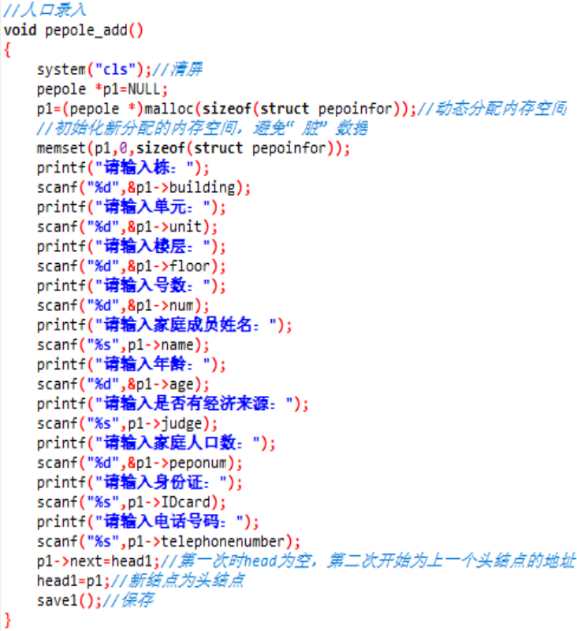 //人口录入
void pepole_add()
{
system("cls");//清屏
pepole *p1=NULL;
p1=(pepole *)malloc(sizeof(struct pepoinfor));//动态分配内存空间
//初始化新分配的内存空间，避免“脏”数据
memset(p1,0,sizeof(struct pepoinfor));
printf("请输入栋：");
scanf("%d",&p1->building);
printf("请输入单元：");
scanf("%d",&p1->unit);
printf("请输入楼层：");
scanf("%d",&p1->floor);
printf("请输入号数：");
scanf("%d",&p1->num);
printf("请输入家庭成员姓名：");
scanf("%s",p1->name);
printf("请输入年龄：");
scanf("%d",&p1->age);
printf("请输入是否有经济来源：");
scanf("%s",p1->judge);
printf("请输入家庭人口数：");
scanf("%d",&p1->peponum);
printf("请输入身份证：");
scanf("%s",p1->IDcard);
printf("请输入电话号码：");
scanf("%s",p1->telephonenumber);
p1->next=head1;//第一次时head为空，第二次开始为上一个头结点的地址
head1=p1;//新结点为头结点
save1();//保存
}